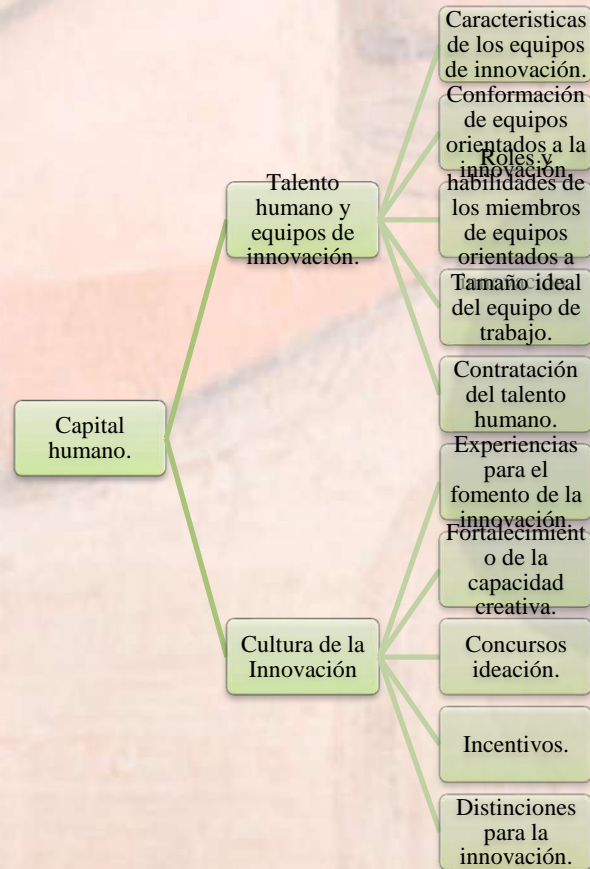 Capital
humano.
Talento
humano y
equipos de
innovación.
Caracteristicas
de los equipos
de innovación.
Conformación
de equipos
orientados a la
innovación.
Roles y
habilidades de
los miembros
de equipos
orientados a
Tamaño ideal
del equipo de
trabajo.
Contratación
del talento
humano.
Cultura de la
Innovación
Experiencias
para el
fomento de la
innovación
Fortalecimient
o de la
capacidad
creativa.
Concursos
ideación.
Incentivos.
Distinciones
para la
innovación.